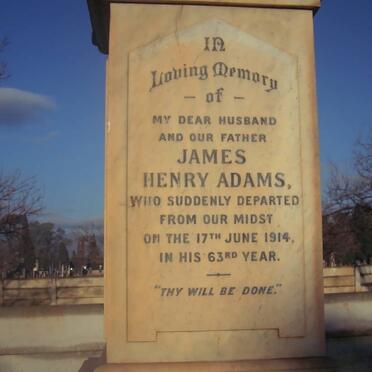 In
Loving Memory
of
MY DEAR HUSBAND
AND OUR FATHER
JAMES
HENRY ADAMS,
WHO SUDDENLY DEPARTED
FROM OUR MIDST
ON THE 17TH JUNE 1914,
IN HIS 63RD YEAR.
"THY WILL BE DONE."